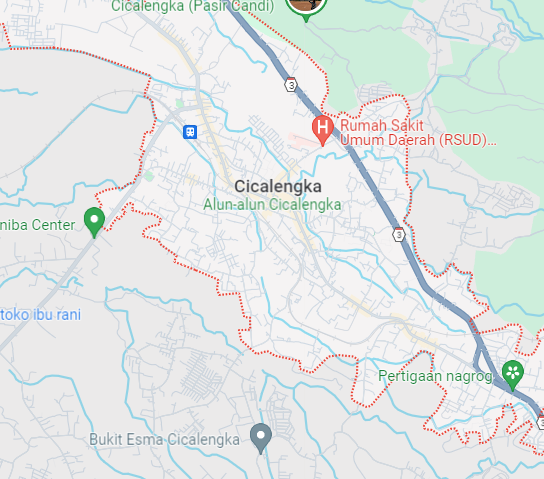 Cicalengka (Pasir Candi)
3
H
Rumah Sakit
Umum Daerah (RSUD)...
Cicalengka
Alun-alun Cicalengka
niba Center
3
toko ibu rani
Pertigaan nagrog
3
Bukit Esma Cicalengka